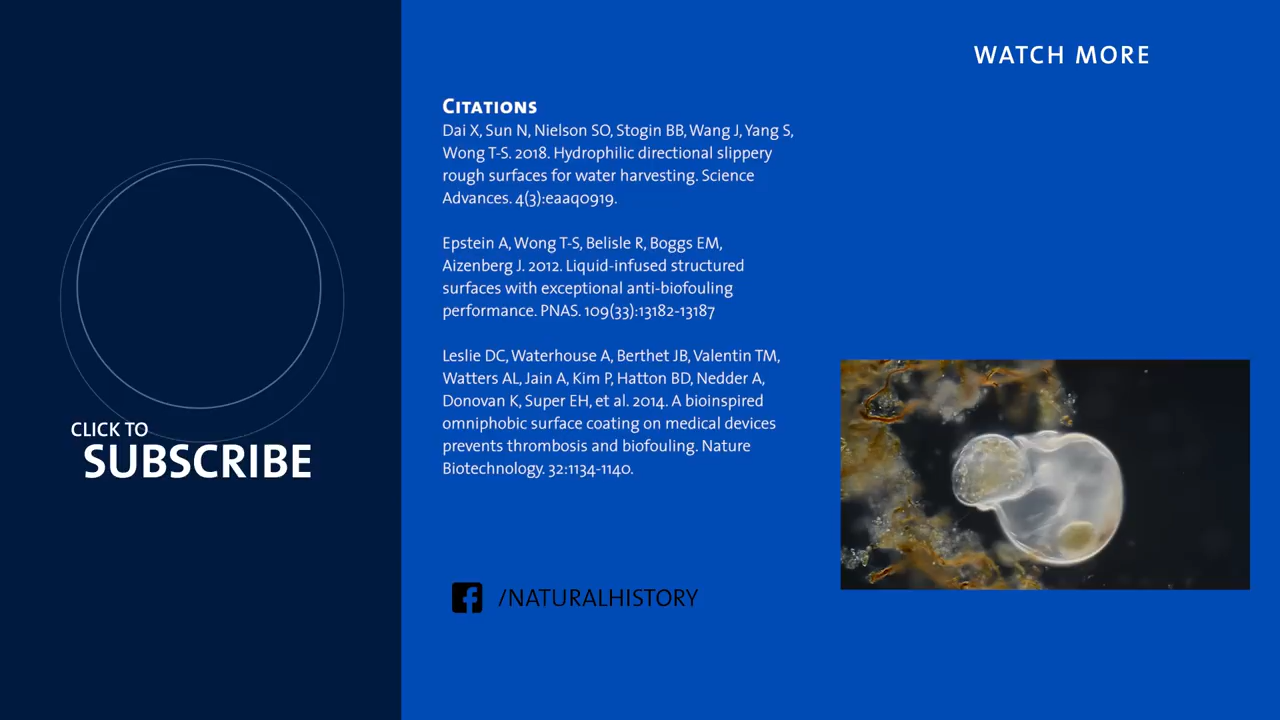 WATCH MORE
CITATIONS
Dai X, Sun N, Nielson SO, Stogin BB, Wang J, Yang S,
Wong T-S. 2018. Hydrophilic directional slippery
rough surfaces for water harvesting. Science
Advances. 4(3):eaaq0919.
Epstein A, Wong T-S, Belisle R, Boggs EM,
Aizenberg J. 2012. Liquid-infused structured
surfaces with exceptional anti-biofouling
performance. PNAS. 109(33):13182-13187
Leslie DC, Waterhouse A, Berthet JB, Valentin TM,
Watters AL, Jain A, Kim P, Hatton BD, Nedder A,
Donovan K, Super EH, et al. 2014. A bioinspired
omniphobic surface coating on medical devices
prevents thrombosis and biofouling. Nature
Biotechnology. 32:1134-1140.
CLICK TO
SUBSCRIBE
/NATURALHISTORY